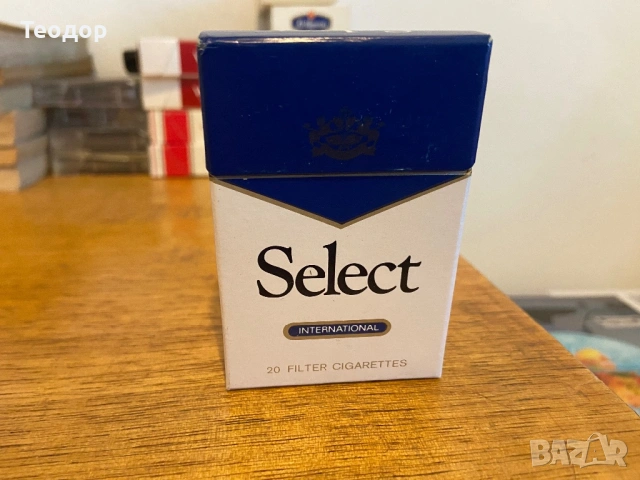 Теодор
Select
INTERNATIONAL
20 FILTER CIGARETTES
BAZAR